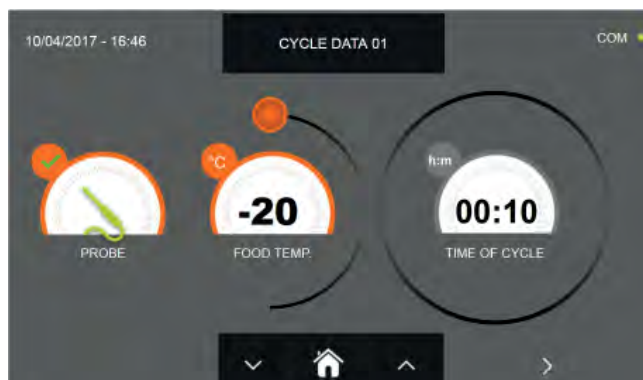 10/04/2017 - 16:46
CYCLE DATA 01
COM
°C
h:m
-20
00:10
PROBE
FOOD TEMP.
TIME OF CYCLE